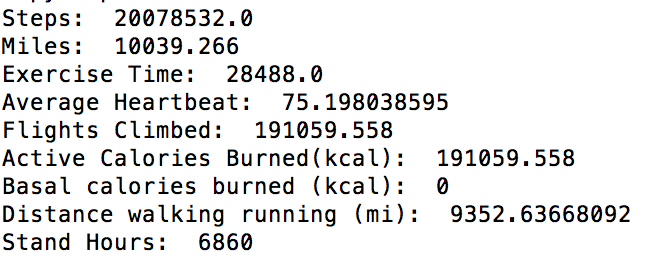 Steps:  20078532.0
Miles:  10039.266
Exercise Time:  28488.0
Average Heartbeat:  75.198038595
Flights Climbed:  191059.558
Active Calories Burned(kcal):  191059.558
Basal calories burned (kcal):  0
Distance walking running (mi):  9352.63668092
Stand Hours:  6860